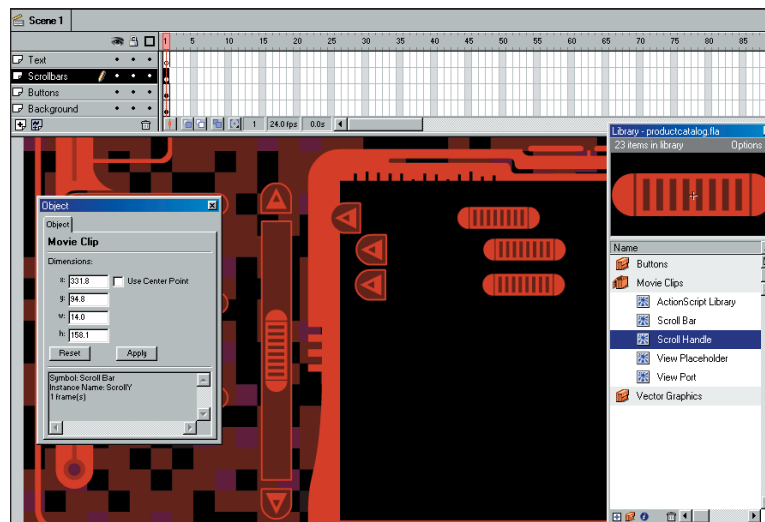 Scene 1
1 5 10 15 20 25 30 35 40 45 50 55 60 65 70 75 80 85
Text
Scrollbars
Buttons
Background
1 24.0 fps 0.0s
Library - productcatalog.fla
23 items in library Options
Object
Object
Movie Clip
Dimensions:
x: 331.8 Use Center Point
y: 94.8
w: 14.0
h: 158.1
Reset Apply
Symbol: Scroll Bar
Instance Name: ScrollY
1 frame(s)
Name
Buttons
Movie Clips
ActionScript Library
Scroll Bar
Scroll Handle
View Placeholder
View Port
Vector Graphics